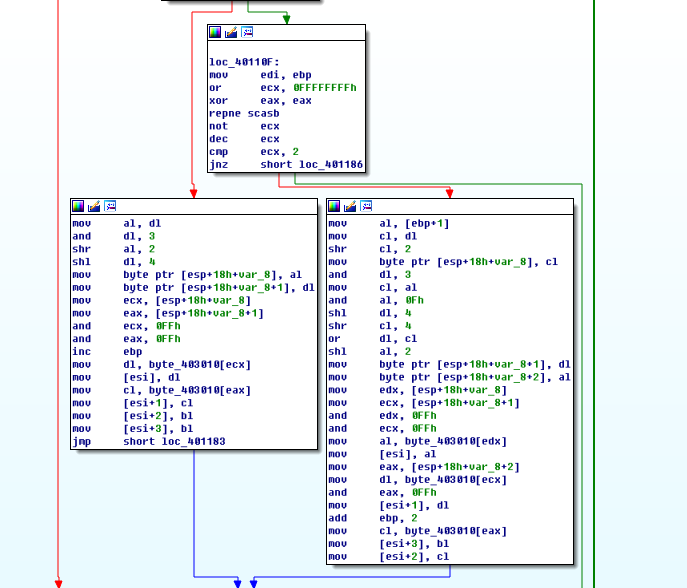 loc_40110F:
mov edi, ebp
or ecx, 0FFFFFFFFh
xor eax, eax
repne scasb
not ecx
dec ecx
cmp ecx, 2
jnz short loc_401186
mov al, dl
and dl, 3
shr al, 2
shl dl, 4
mov byte ptr [esp+18h+var_8], al
mov byte ptr [esp+18h+var_8+1], dl
mov ecx, [esp+18h+var_8]
mov eax, [esp+18h+var_8+1]
and ecx, 0FFh
and eax, 0FFh
inc ebp
mov dl, byte_403010[ecx]
mov [esi], dl
mov cl, byte_403010[eax]
mov [esi+1], cl
mov [esi+2], bl
mov [esi+3], bl
jmp short loc_401183
mov al, [ebp+1]
mov cl, dl
shr cl, 2
mov byte ptr [esp+18h+var_8], cl
and dl, 3
mov cl, al
and al, 0Fh
shl dl, 4
shr cl, 4
or dl, cl
shl al, 2
mov byte ptr [esp+18h+var_8+1], dl
mov byte ptr [esp+18h+var_8+2], al
mov edx, [esp+18h+var_8]
mov ecx, [esp+18h+var_8+1]
and edx, 0FFh
and ecx, 0FFh
mov al, byte_403010[edx]
mov [esi], al
mov eax, [esp+18h+var_8+2]
mov dl, byte_403010[ecx]
and eax, 0FFh
mov [esi+1], dl
add ebp, 2
mov cl, byte_403010[eax]
mov [esi+3], bl
mov [esi+2], cl